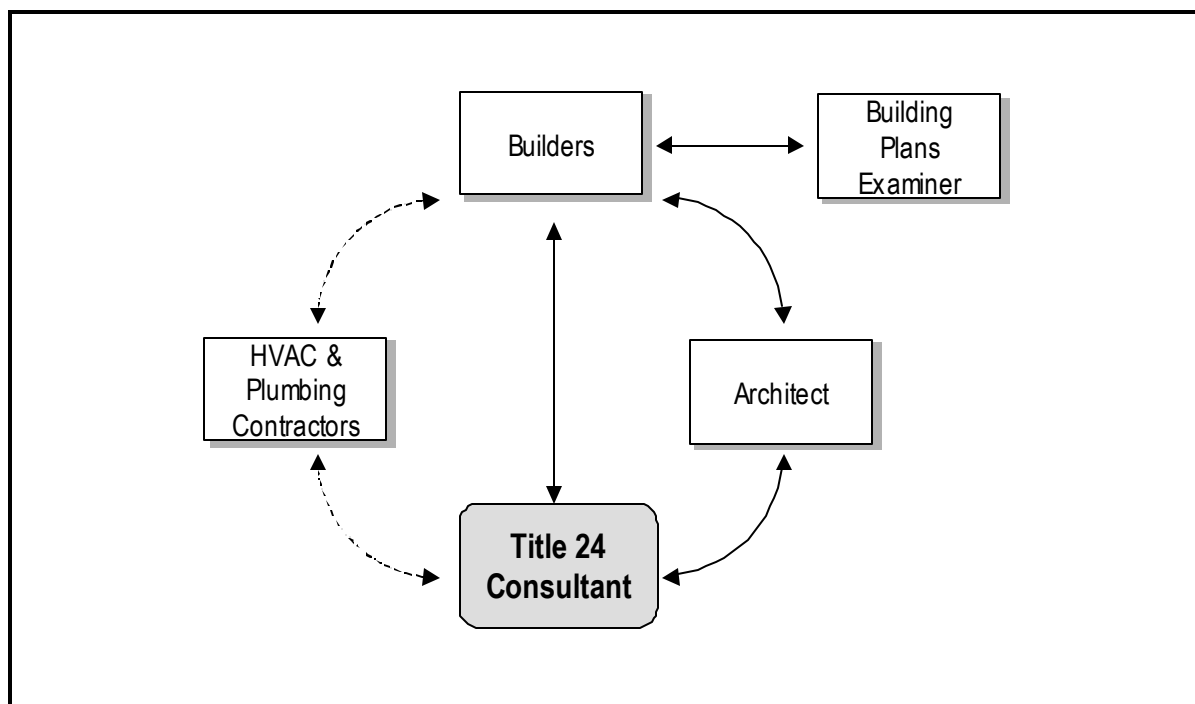 Builders
Building
Plans
Examiner
HVAC &
Plumbing
Contractors
Architect
Title 24
Consultant